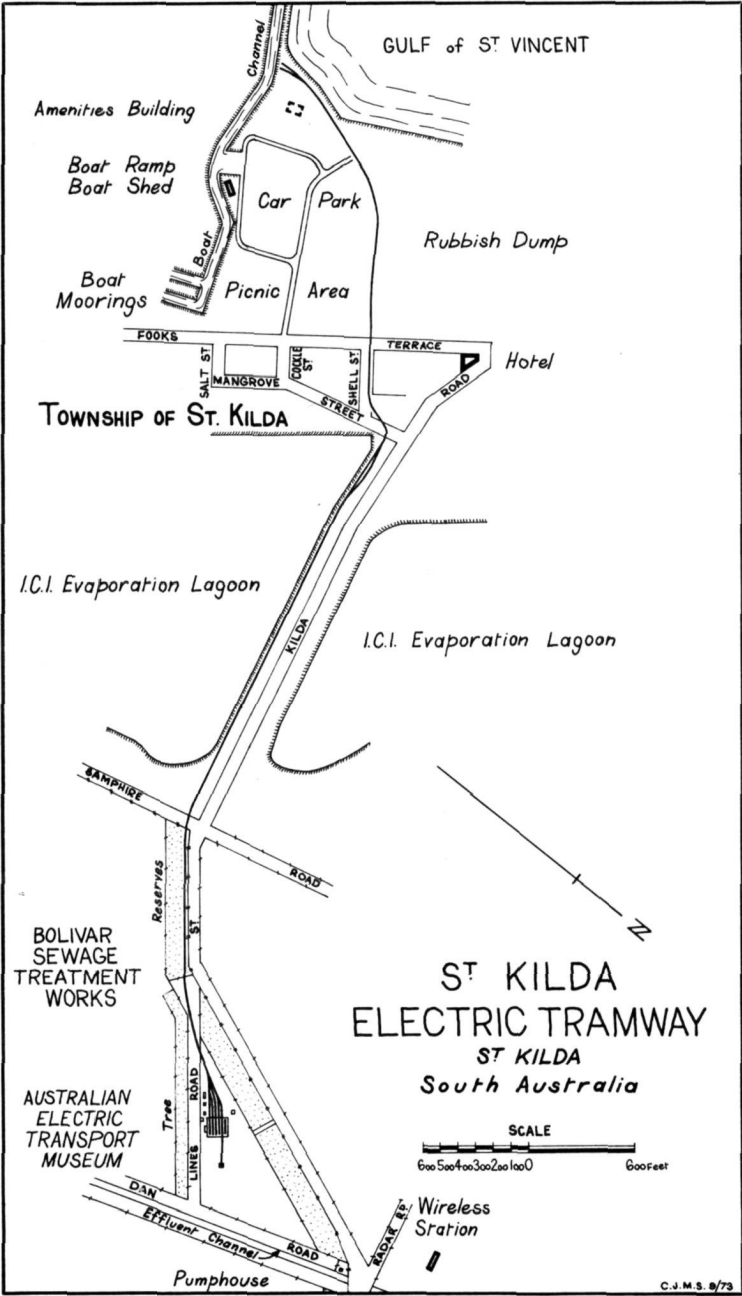 GULF of ST VINCENT
Channel
Amenities Building
Boat Ramp
Boat Shed
Car Park
Rubbish Dump
Boat
Boat
Moorings
Picnic Area
FOOKS
TERRACE
SALT ST
COCKLE
ST
SHELL ST.
Hotel
MANGROVE
STREET
ROAD
TOWNSHIP OF ST. KILDA
I.C.I. Evaporation Lagoon
KILDA
I.C.I. Evaporation Lagoon
SAMPHIRE
ROAD
Reserves
ST
N
BOLIVAR
SEWAGE
TREATMENT
WORKS
ST KILDA
ELECTRIC TRAMWAY
ST KILDA
South Australia
AUSTRALIAN
ELECTRIC
TRANSPORT
MUSEUM
Tree
LINES ROAD
SCALE
600 500 400 300 200 100 0 600 Feet
DAN
Effluent Channel
ROAD
RADAR RD
Wireless
Station
Pumphouse
C.J.M.S. 8/73